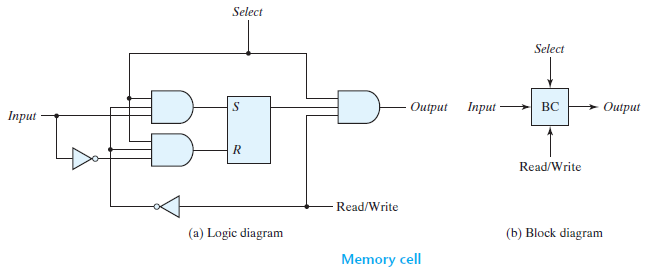 Select
Input
S
R
Output
Read/Write
(a) Logic diagram
Select
Input
BC
Output
Read/Write
(b) Block diagram
Memory cell